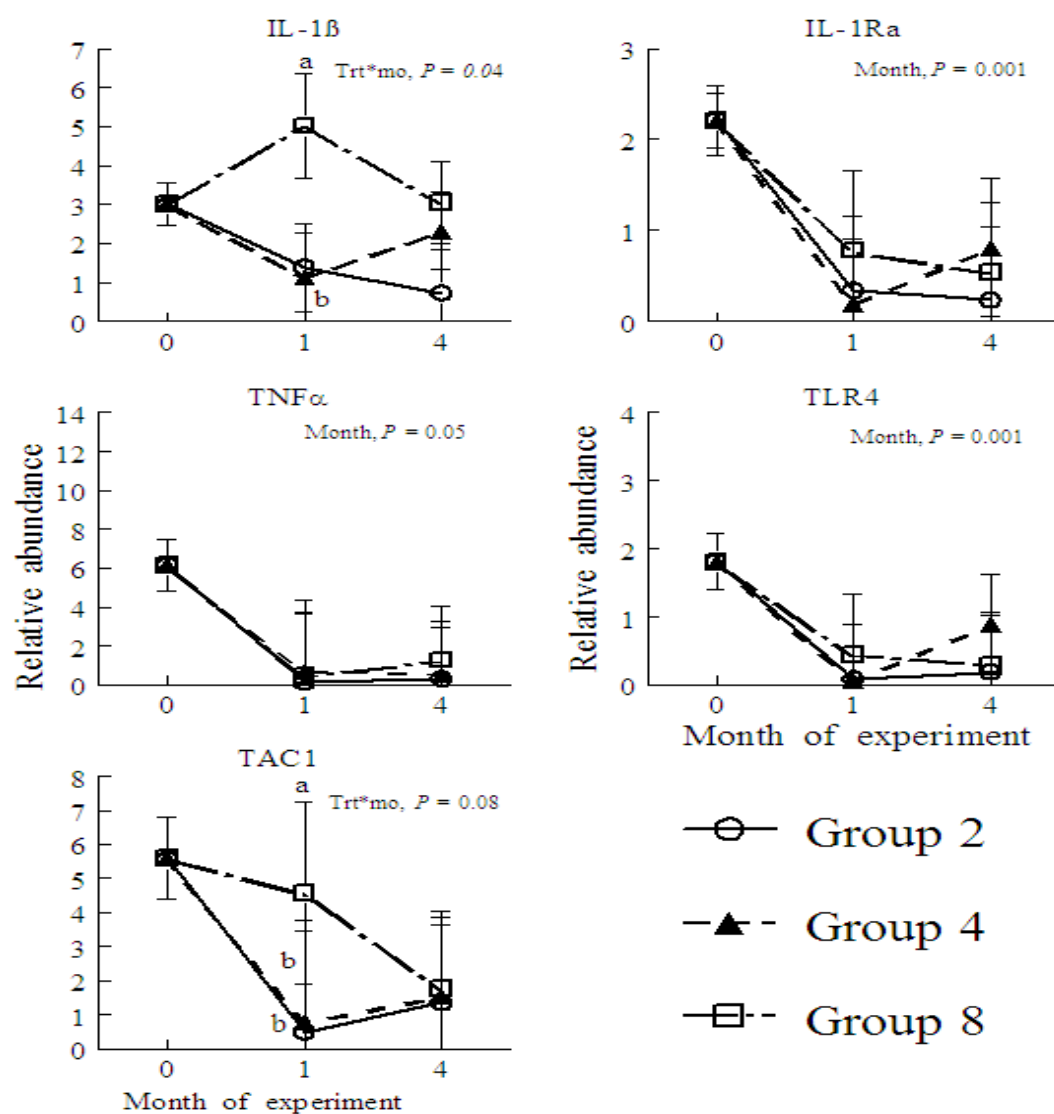 IL-1ß
Trt*mo, P = 0.04
a
7
6
5
4
3
2
1
0
b
0 1 4
IL-1Ra
Month, P = 0.001
3
2
1
0
0 1 4
TNFα
Month, P = 0.05
Relative abundance
14
12
10
8
6
4
2
0
0 1 4
TLR4
Month, P = 0.001
Relative abundance
4
3
2
1
0
0 1 4
Month of experiment
TAC1
a
Trt*mo, P = 0.08
8
7
6
5
4
3
2
1
0
b
b
0 1 4
Month of experiment
Group 2
Group 4
Group 8